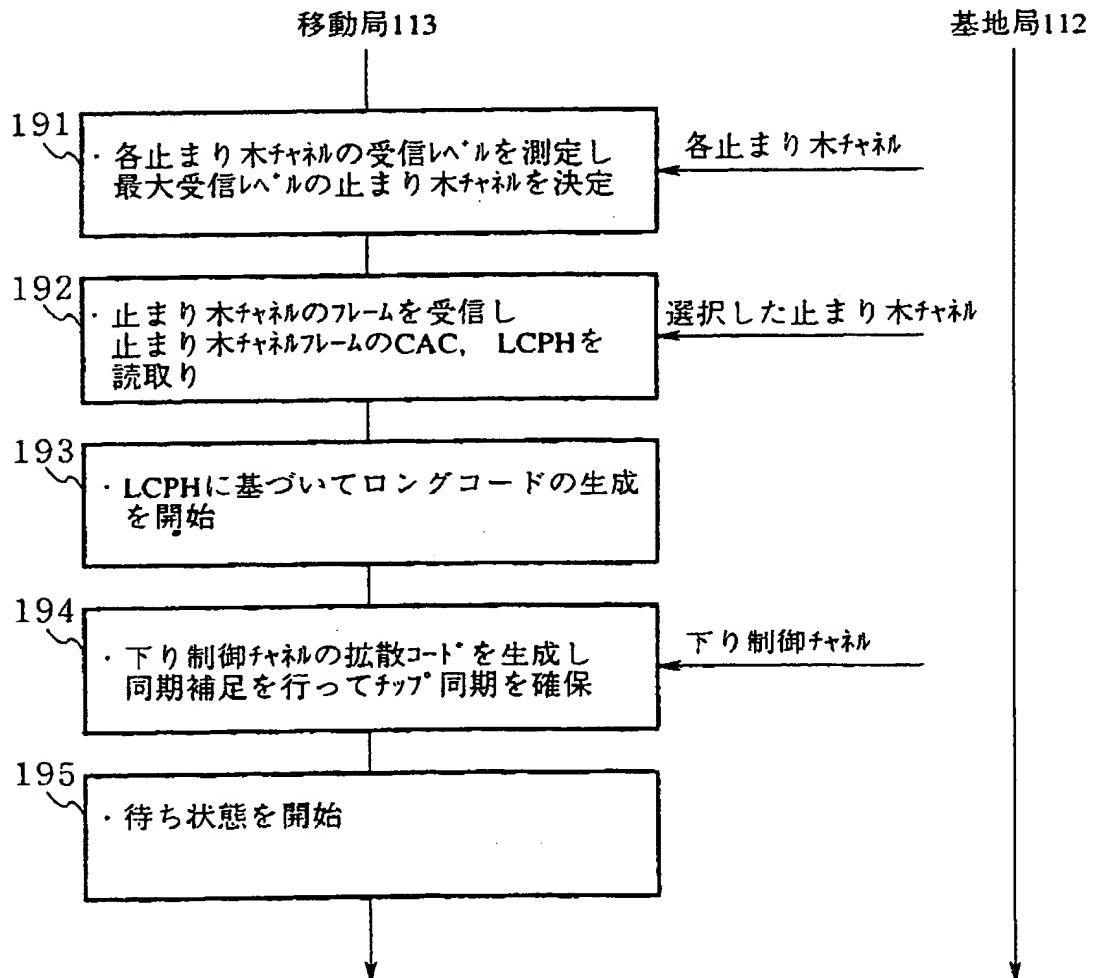 移動局113
基地局112
191
・各止まり木ﾁｬﾈﾙの受信ﾚﾍﾞﾙを測定し
最大受信ﾚﾍﾞﾙの止まり木ﾁｬﾈﾙを決定
各止まり木ﾁｬﾈﾙ
192
・止まり木ﾁｬﾈﾙのﾌﾚｰﾑを受信し
止まり木ﾁｬﾈﾙﾌﾚｰﾑのCAC, LCPHを
読取り
選択した止まり木ﾁｬﾈﾙ
193
・LCPHに基づいてロングコードの生成
を開始
194
・下り制御ﾁｬﾈﾙの拡散ｺｰﾄﾞを生成し
同期補足を行ってﾁｯﾌﾟ同期を確保
下り制御ﾁｬﾈﾙ
195
・待ち状態を開始